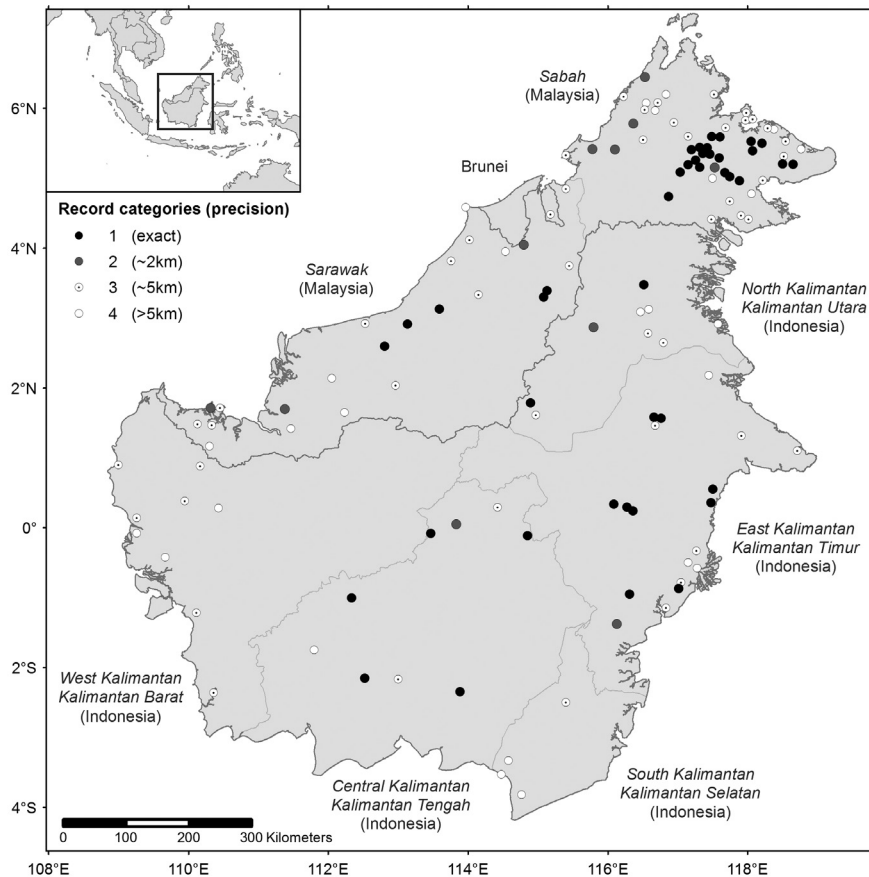 6°N
4°N
2°N
0°
2°S
4°S
Sabah
(Malaysia)
Brunei
Record categories (precision)
1 (exact)
2 (~2km)
3 (~5km)
4 (>5km)
Sarawak
(Malaysia)
North Kalimantan
Kalimantan Utara
(Indonesia)
East Kalimantan
Kalimantan Timur
(Indonesia)
West Kalimantan
Kalimantan Barat
(Indonesia)
Central Kalimantan
Kalimantan Tengah
(Indonesia)
South Kalimantan
Kalimantan Selatan
(Indonesia)
0 100 200 300 Kilometers
108°E 110°E 112°E 114°E 116°E 118°E